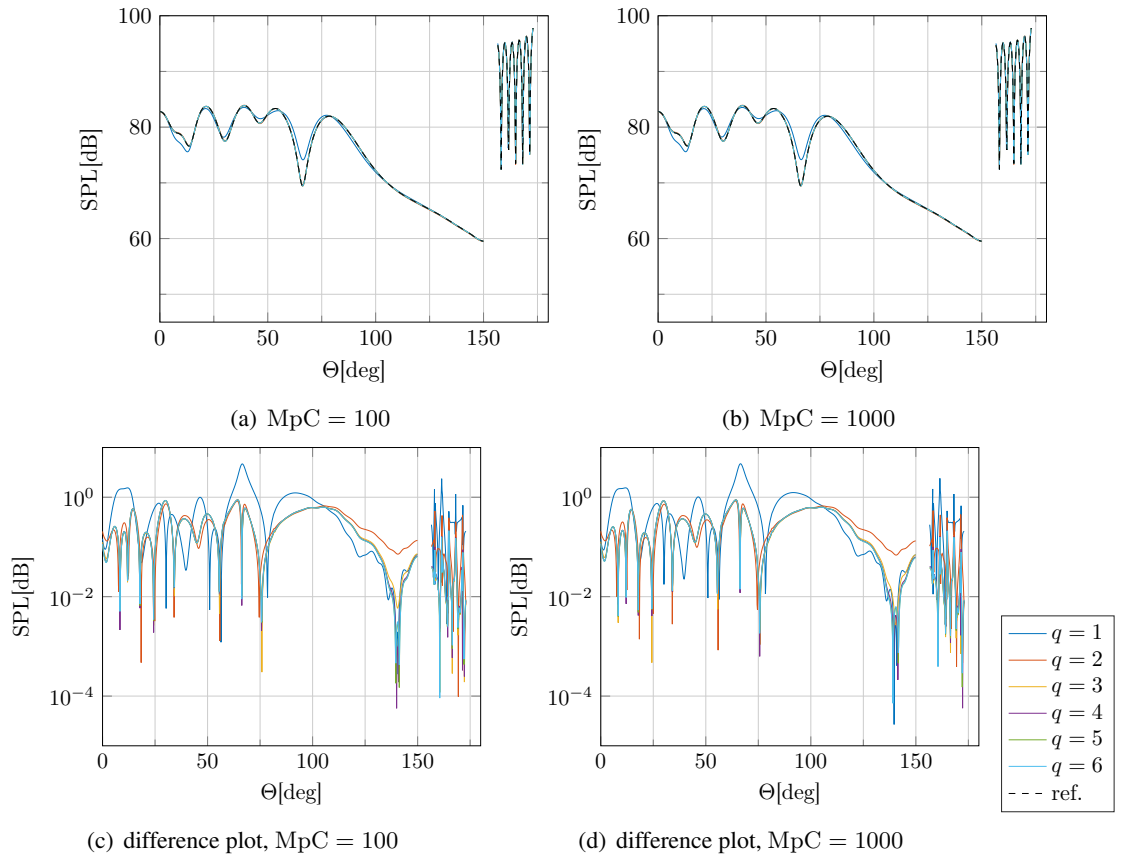 100
80
60
SPL[dB]
0
50
100
150
Θ[deg]
(a) MpC = 100
100
80
60
SPL[dB]
0
50
100
150
Θ[deg]
(b) MpC = 1000
10^0
10^−2
10^−4
SPL[dB]
0
50
100
150
Θ[deg]
(c) difference plot, MpC = 100
10^0
10^−2
10^−4
SPL[dB]
0
50
100
150
Θ[deg]
(d) difference plot, MpC = 1000
q = 1
q = 2
q = 3
q = 4
q = 5
q = 6
ref.